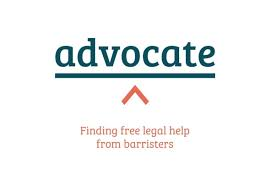 advocate
Finding free legal help
from barristers